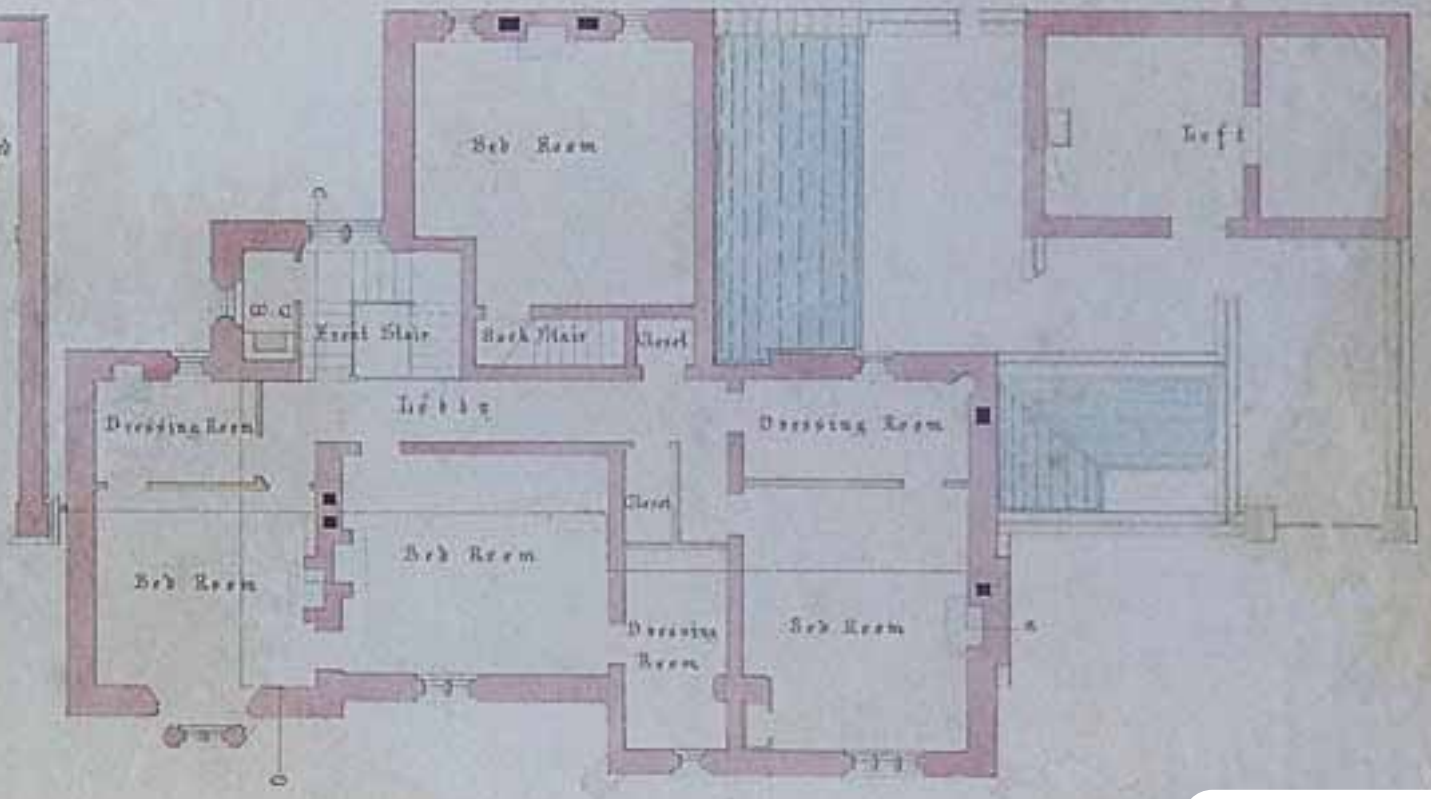 Bed Room
Loft
W.C
Front Stair
Back Stair
Closet
Dressing Room
Lobby
Dressing Room
Closet
Bed Room
Bed Room
Dressing
Room
Bed Room